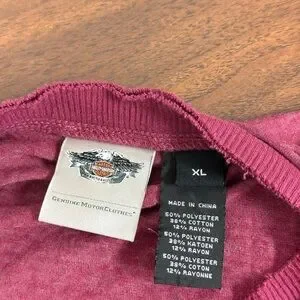 GENUINE MOTORCLOTHES
XL
MADE IN CHINA
50% POLYESTER
38% COTTON
12% RAYON
50% POLYESTER
38% KATOEN
12% RAYON
50% POLYESTER
38% COTON
12% RAYONNE